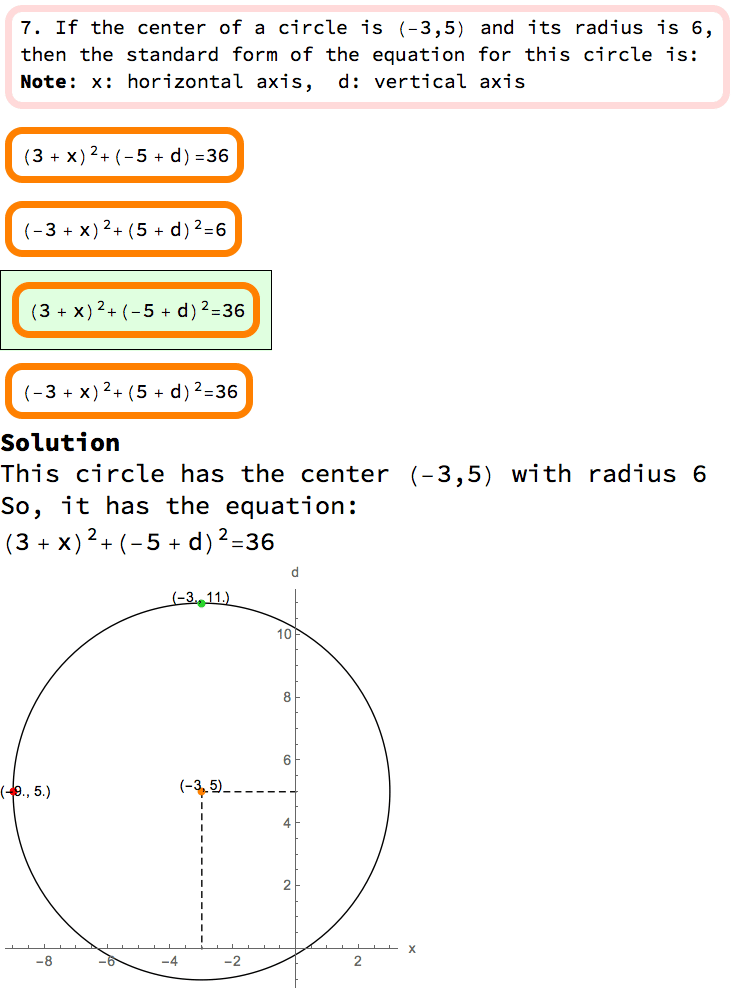 7. If the center of a circle is (-3,5) and its radius is 6,
then the standard form of the equation for this circle is:
Note: x: horizontal axis,  d: vertical axis
(3 + x)²+(-5 + d)=36
(-3 + x)²+(5 + d)²=6
(3 + x)²+(-5 + d)²=36
(-3 + x)²+(5 + d)²=36
Solution
This circle has the center (-3,5) with radius 6
So, it has the equation:
(3 + x)²+(-5 + d)²=36
d
(-3., 11.)
10
8
6
(-3, 5)
(-9., 5.)
4
2
x
-8 -6 -4 -2 2